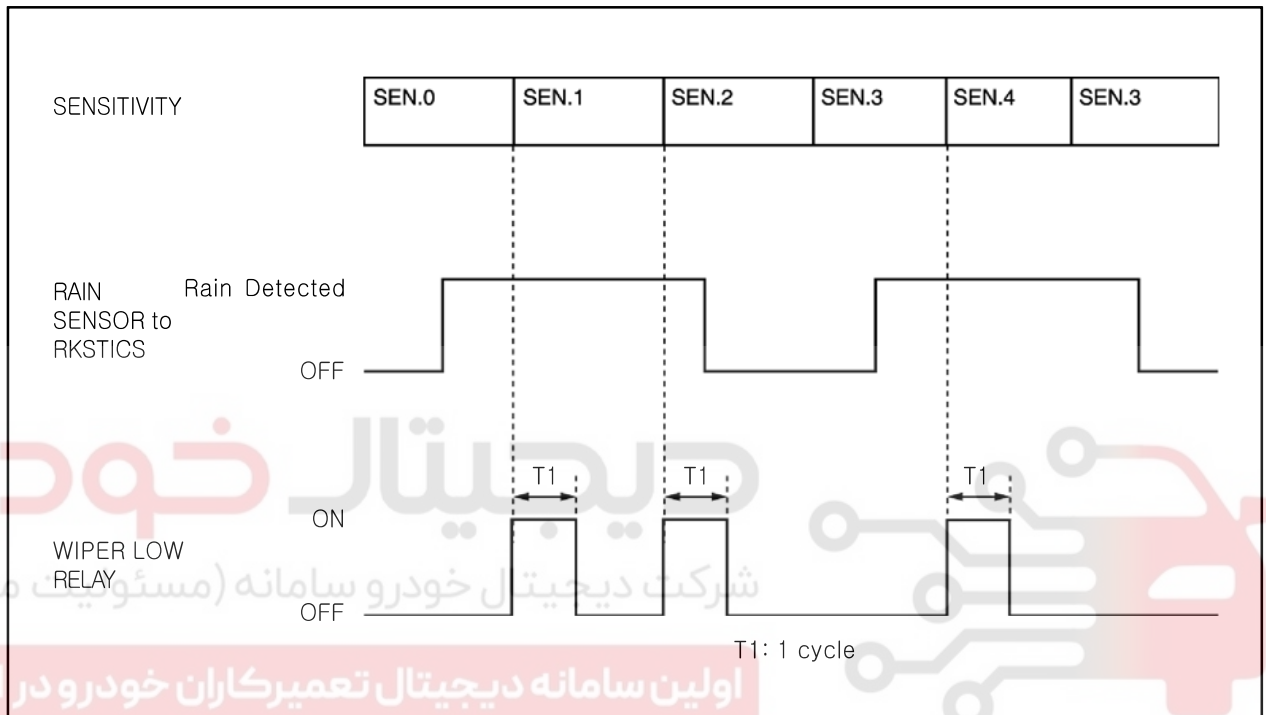 SENSITIVITY
SEN.0 SEN.1 SEN.2 SEN.3 SEN.4 SEN.3
RAIN
SENSOR to
RKSTICS
Rain Detected
OFF
T1 T1 T1
ON
WIPER LOW
RELAY
OFF
T1: 1 cycle
دیجیتال خودر
شرکت دیجیتال خودرو سامانه (مسئولیت م
اولین سامانه دیجیتال تعمیرکاران خودرو در ا